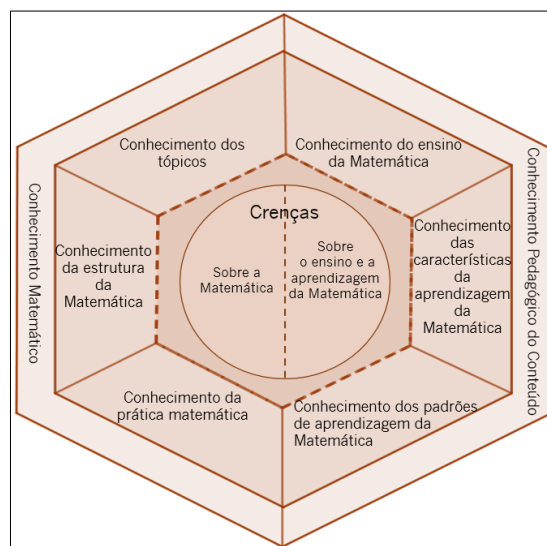 Conhecimento dos
tópicos
Conhecimento do ensino
da Matemática
Conhecimento Matemático
Conhecimento
da estrutura da
Matemática
Crenças
Sobre a
Matemática
Sobre
o ensino e a
aprendizagem
da Matemática
Conhecimento
das
características
da
aprendizagem
da
Matemática
Conhecimento Pedagógico do Conteúdo
Conhecimento da
prática matemática
Conhecimento dos padrões
de aprendizagem da
Matemática